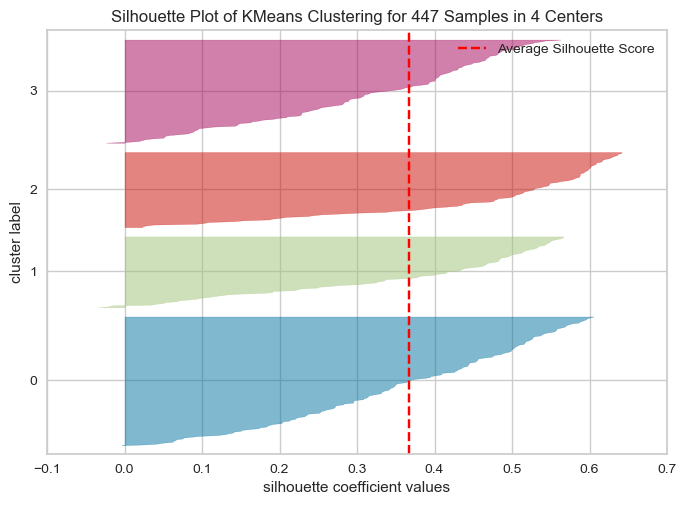 Silhouette Plot of KMeans Clustering for 447 Samples in 4 Centers
Average Silhouette Score
3
2
1
0
cluster label
−0.1 0.0 0.1 0.2 0.3 0.4 0.5 0.6 0.7
silhouette coefficient values